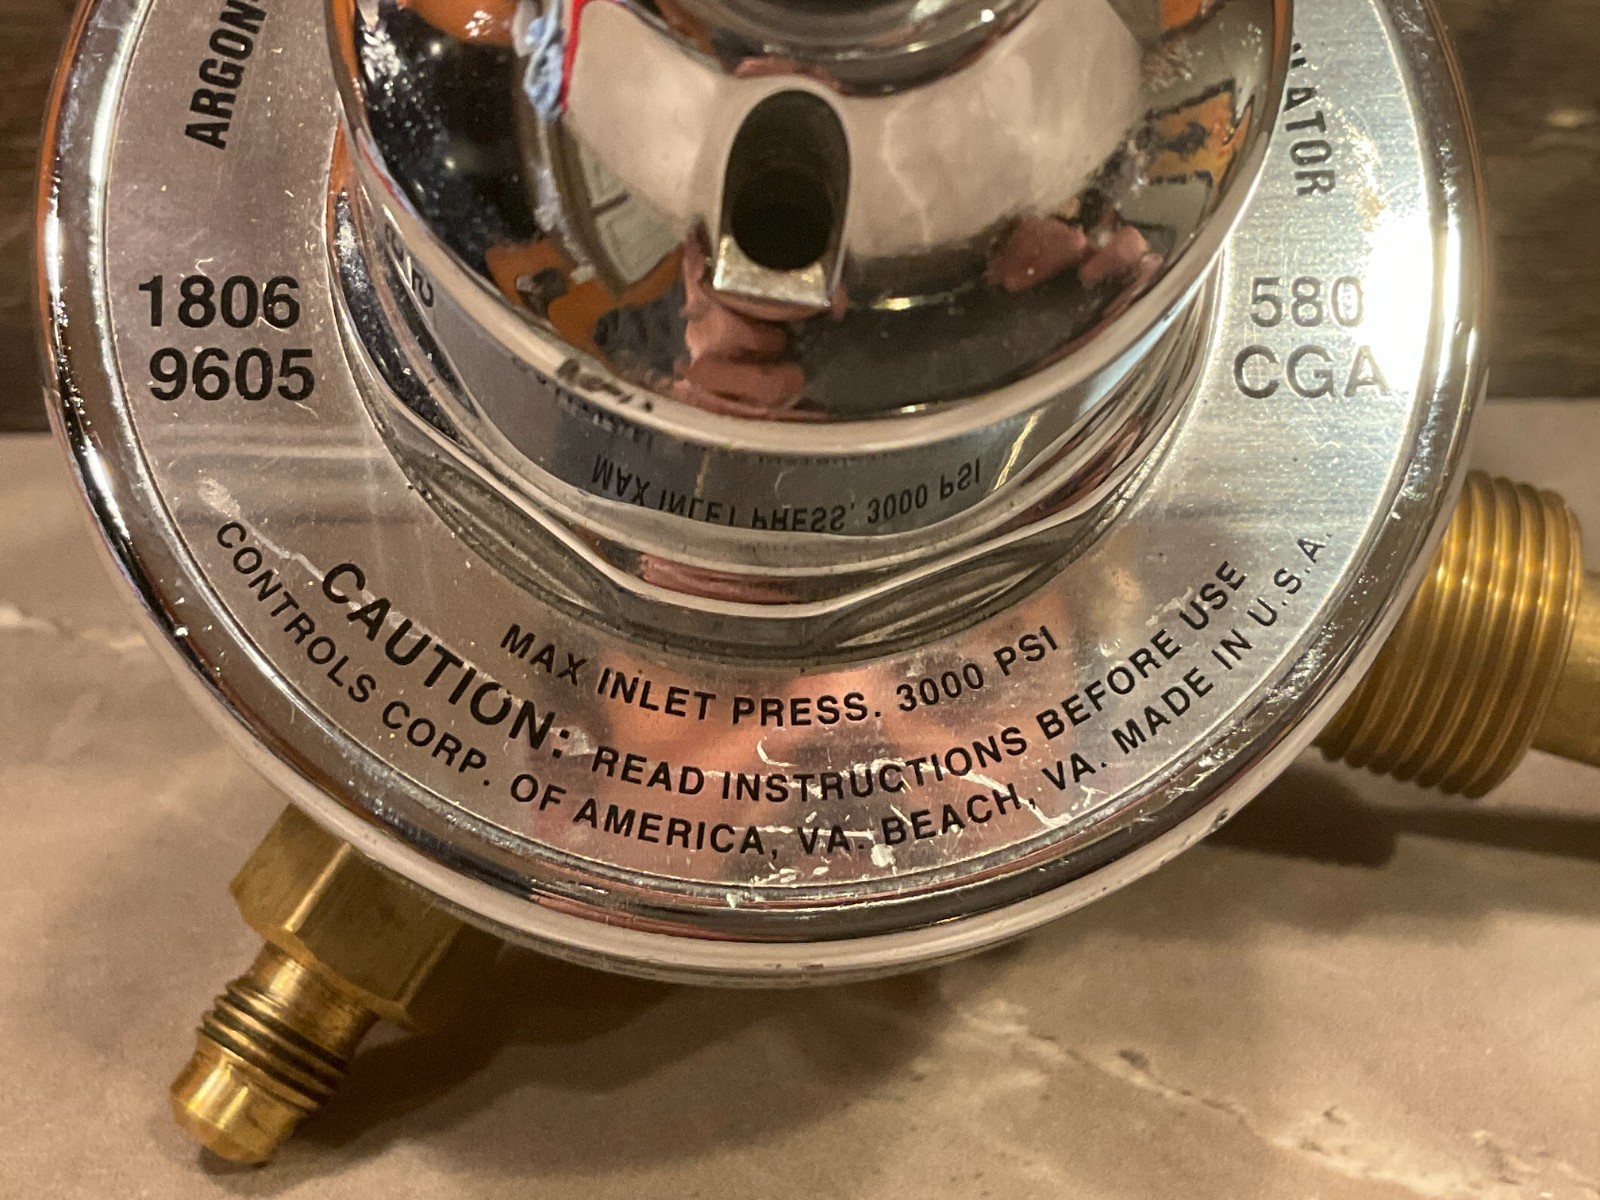 ARGON
1806
9605
580
CGA
MAX INLET PRESS. 3000 PSI
CAUTION: READ INSTRUCTIONS BEFORE USE
CONTROLS CORP. OF AMERICA, VA. BEACH, VA. MADE IN U.S.A.
MAX INLET PRESS. 3000 PSI